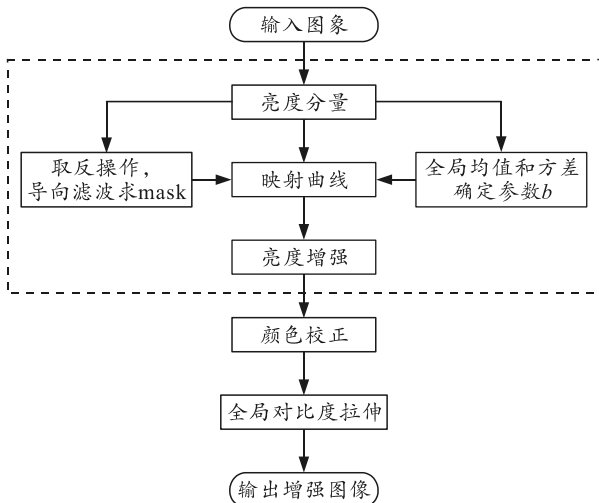 输入图象
亮度分量
取反操作，
导向滤波求mask
映射曲线
全局均值和方差
确定参数b
亮度增强
颜色校正
全局对比度拉伸
输出增强图像